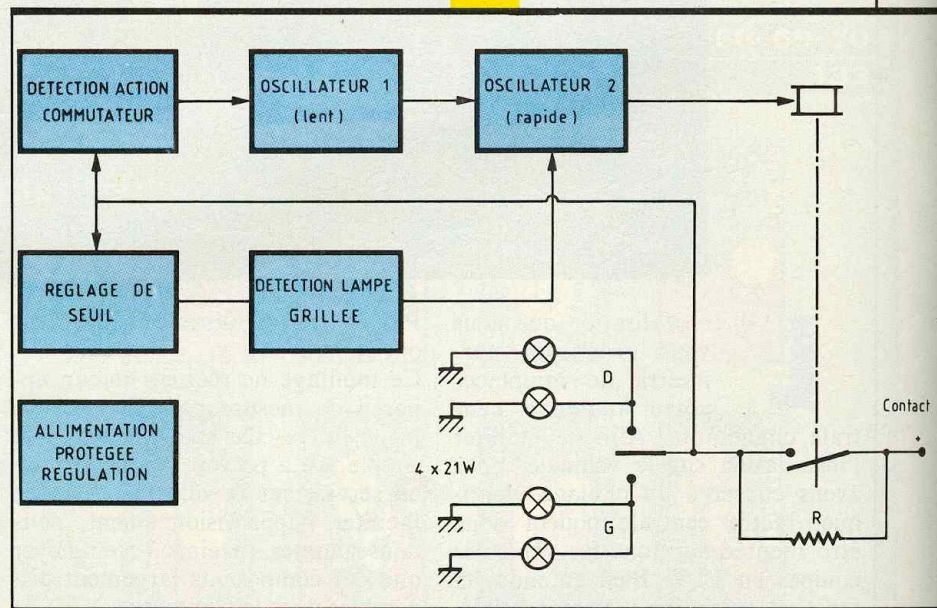 DETECTION ACTION
COMMUTATEUR
OSCILLATEUR 1
(lent)
OSCILLATEUR 2
(rapide)
REGLAGE DE
SEUIL
DETECTION LAMPE
GRILLEE
ALLIMENTATION
PROTEGEE
REGULATION
D
4 x 21W
G
Contact
+
R